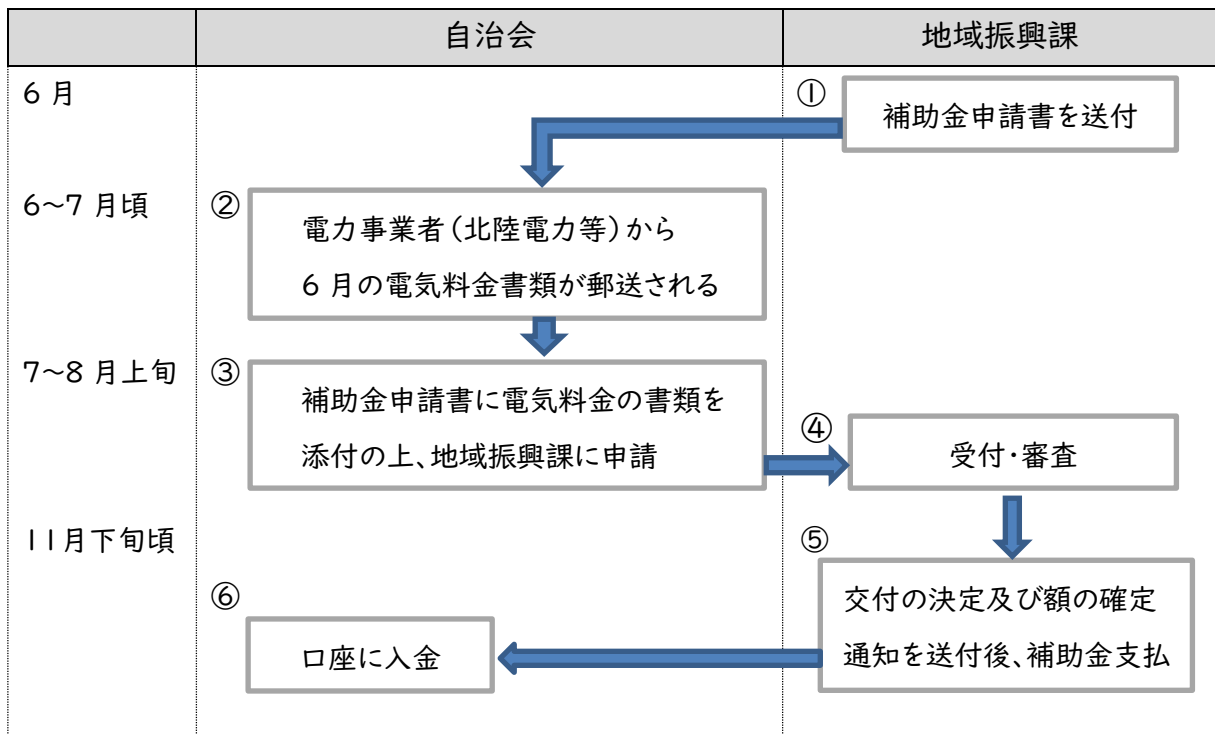 自治会
地域振興課
6月
①
補助金申請書を送付
6~7月頃
②
電力事業者(北陸電力等)から
6月の電気料金書類が郵送される
7~8月上旬
③
補助金申請書に電気料金の書類を
添付の上、地域振興課に申請
④
受付・審査
11月下旬頃
⑤
交付の決定及び額の確定
通知を送付後、補助金支払
⑥
口座に入金